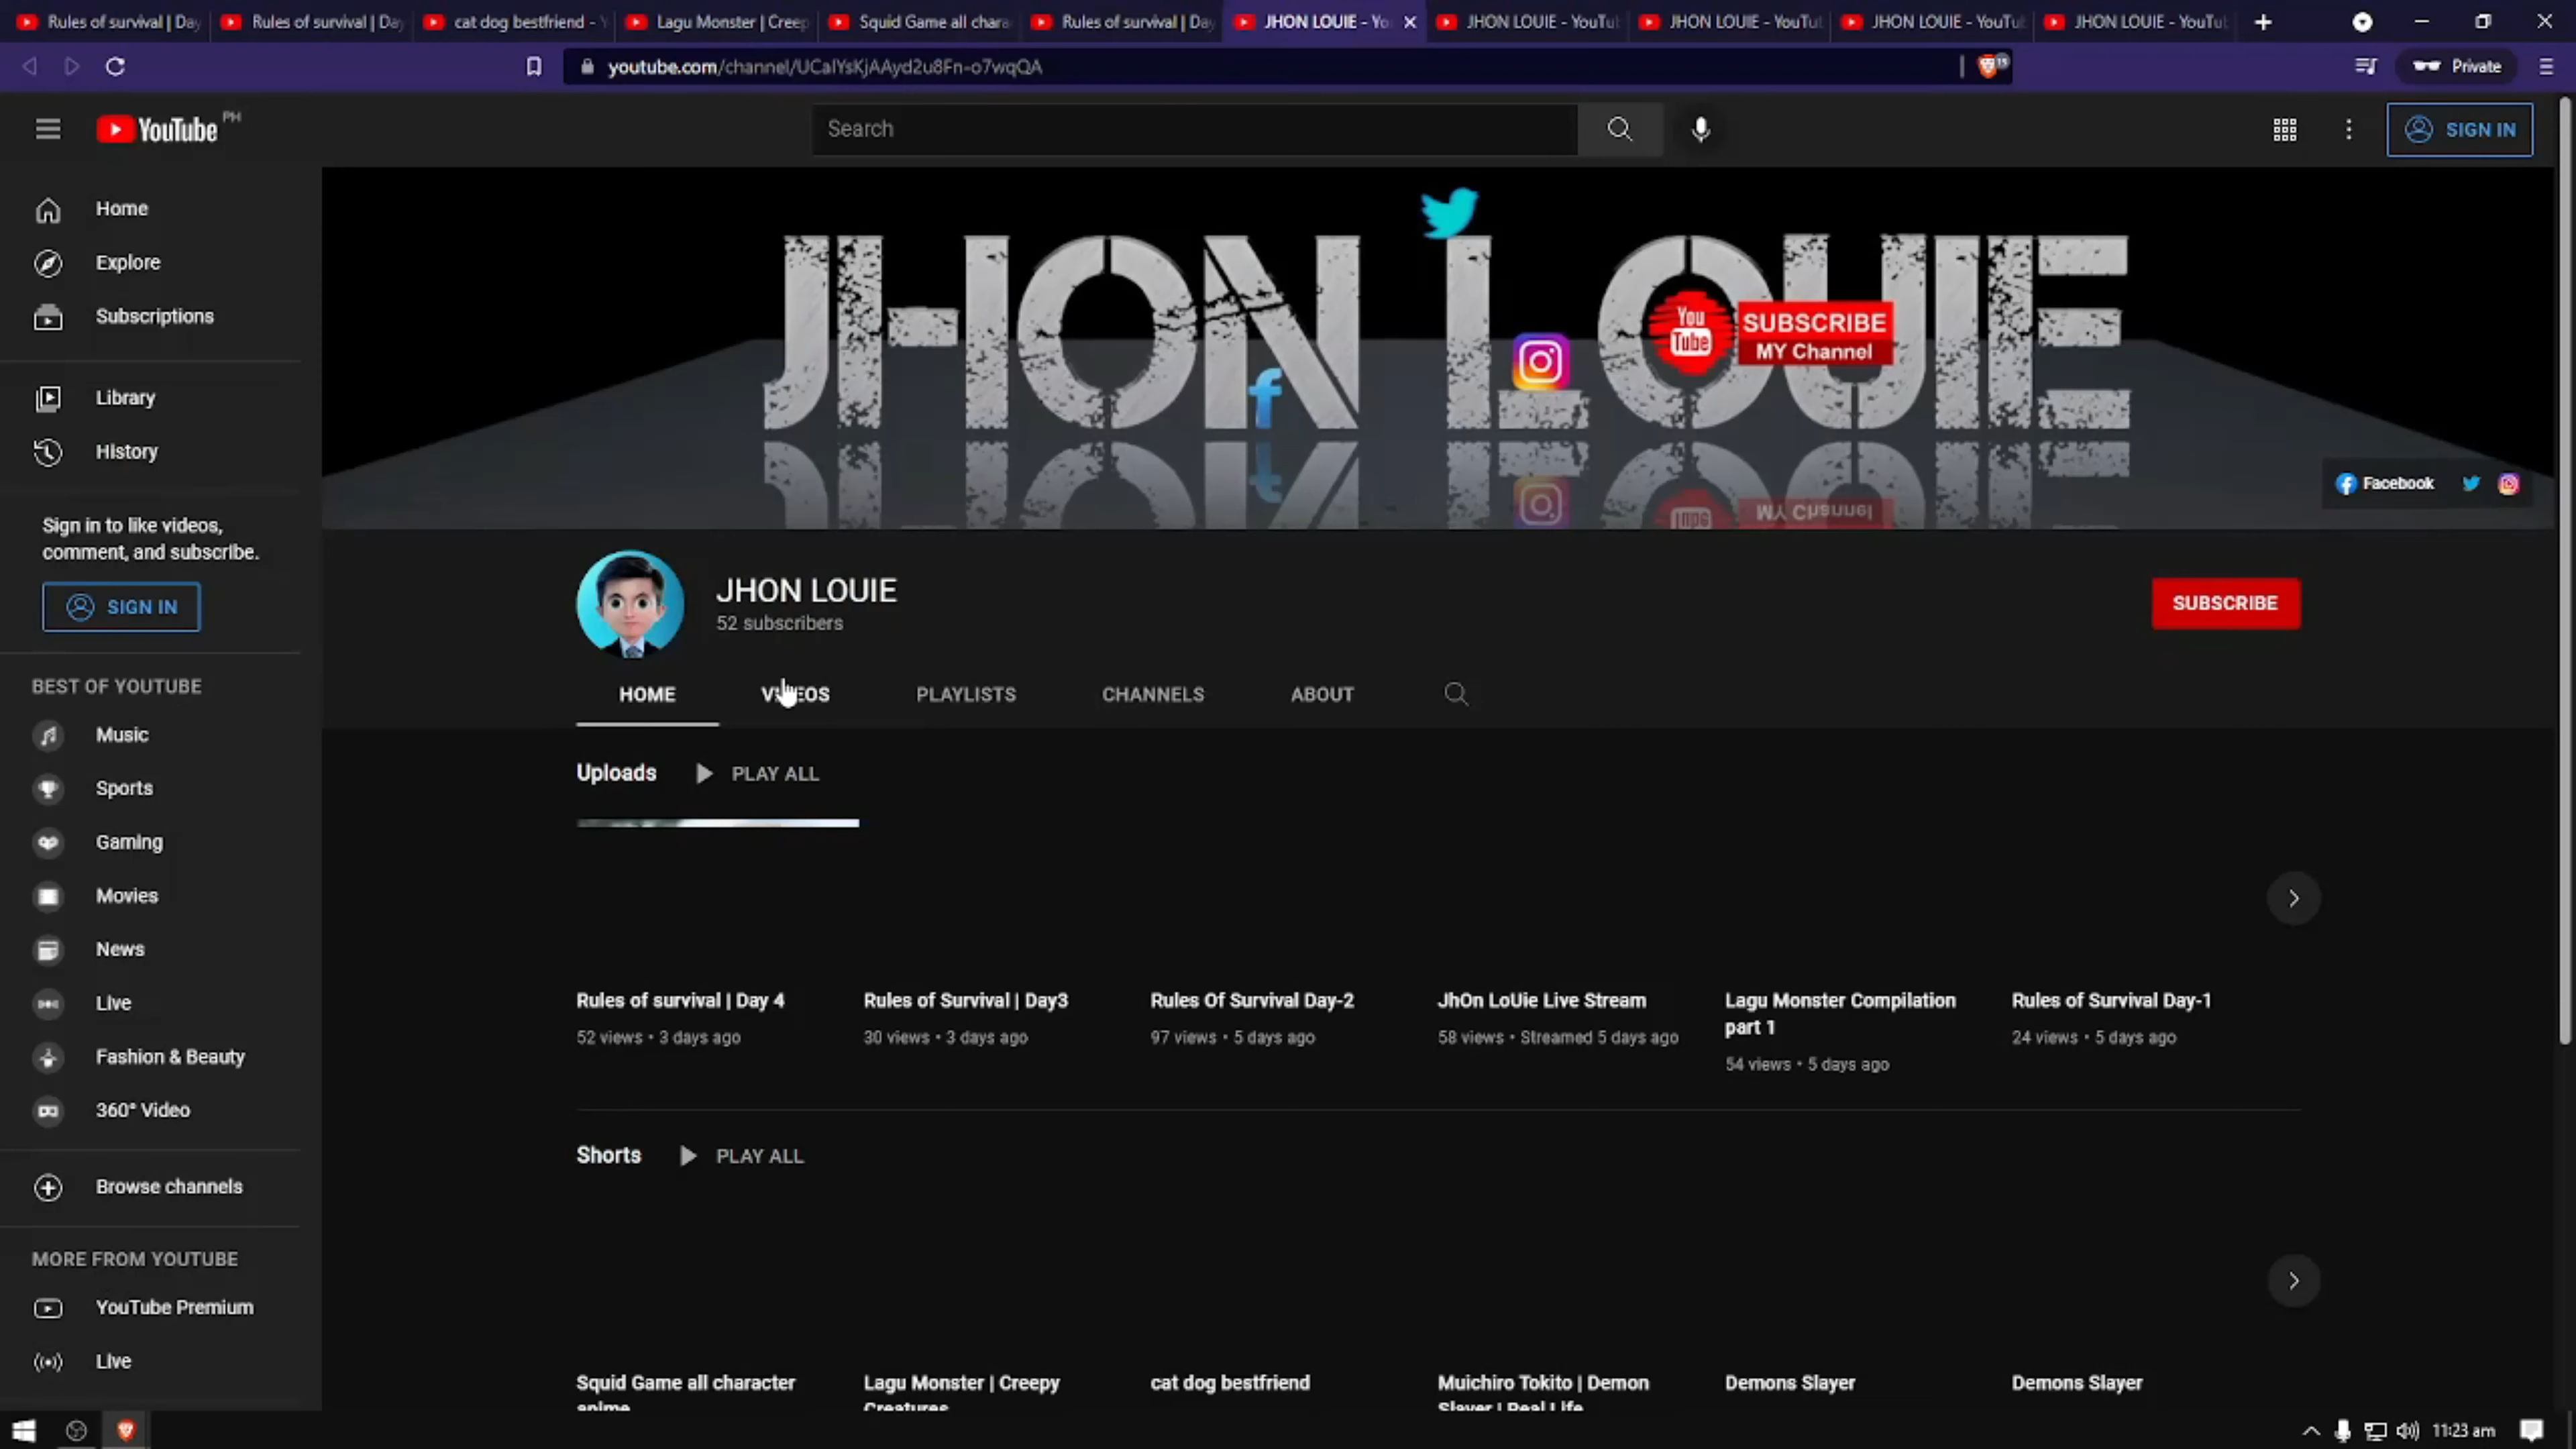 Rules of survival | Day
Rules of survival | Day
cat dog bestfriend - Y
Lagu Monster | Creep
Squid Game all chara
Rules of survival | Day
JHON LOUIE - Yo
JHON LOUIE - YouTu
JHON LOUIE - YouTu
JHON LOUIE - YouTu
JHON LOUIE - YouTu
youtube.com/channel/UCalYsKjAAyd2u8Fn-o7wqQA
15
Private
YouTube PH
Search
SIGN IN
Home
Explore
Subscriptions
Library
History
Sign in to like videos,
comment, and subscribe.
SIGN IN
BEST OF YOUTUBE
Music
Sports
Gaming
Movies
News
Live
Fashion & Beauty
360° Video
Browse channels
MORE FROM YOUTUBE
YouTube Premium
Live
JHON LOUIE
You
Tube
SUBSCRIBE
MY Channel
Facebook
JHON LOUIE
52 subscribers
SUBSCRIBE
HOME
VIDEOS
PLAYLISTS
CHANNELS
ABOUT
Uploads
PLAY ALL
Rules of survival | Day 4
52 views • 3 days ago
Rules of Survival | Day3
30 views • 3 days ago
Rules Of Survival Day-2
97 views • 5 days ago
JhOn LoUie Live Stream
58 views • Streamed 5 days ago
Lagu Monster Compilation
part 1
54 views • 5 days ago
Rules of Survival Day-1
24 views • 5 days ago
Shorts
PLAY ALL
Squid Game all character
anime
Lagu Monster | Creepy
Creatures
cat dog bestfriend
Muichiro Tokito | Demon
Slayer | Real Life
Demons Slayer
Demons Slayer
11:23 am